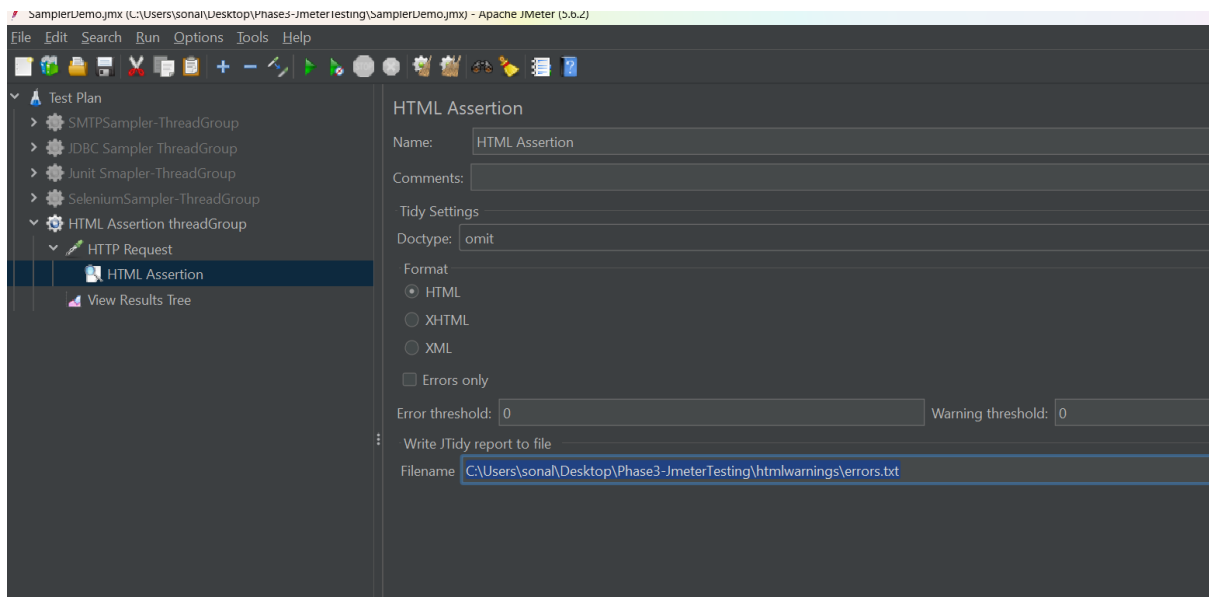 SamplerDemo.jmx (C:\Users\sonal\Desktop\Phase3-JmeterTesting\SamplerDemo.jmx) - Apache JMeter (5.6.2)
File Edit Search Run Options Tools Help
Test Plan
SMTPSampler-ThreadGroup
JDBC Sampler ThreadGroup
Junit Smapler-ThreadGroup
SeleniumSampler-ThreadGroup
HTML Assertion threadGroup
HTTP Request
HTML Assertion
View Results Tree
HTML Assertion
Name: HTML Assertion
Comments:
Tidy Settings
Doctype: omit
Format
HTML
XHTML
XML
Errors only
Error threshold: 0 Warning threshold: 0
Write JTidy report to file
Filename C:\Users\sonal\Desktop\Phase3-JmeterTesting\htmlwarnings\errors.txt